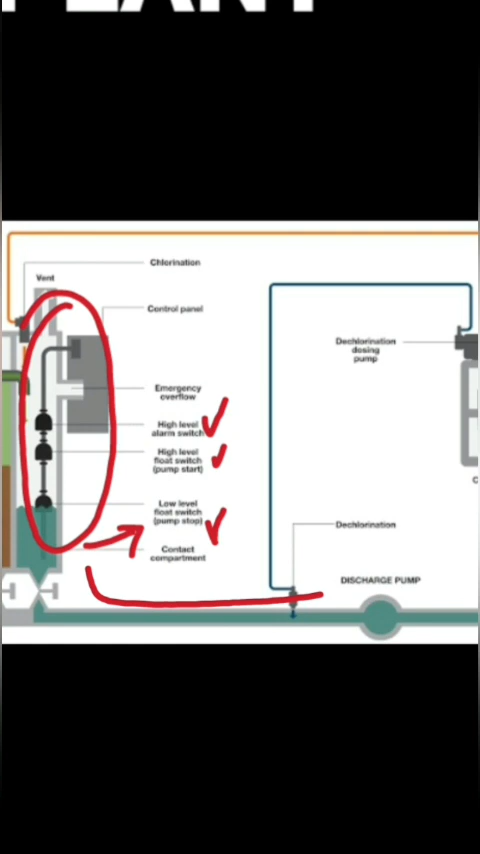 PLANT
Chlorination
Vent
Control panel
Dechlorination
dosing
pump
Emergency
overflow
High level
alarm switch
High level
float switch
(pump start)
Low level
float switch
(pump stop)
Dechlorination
Contact
compartment
DISCHARGE PUMP